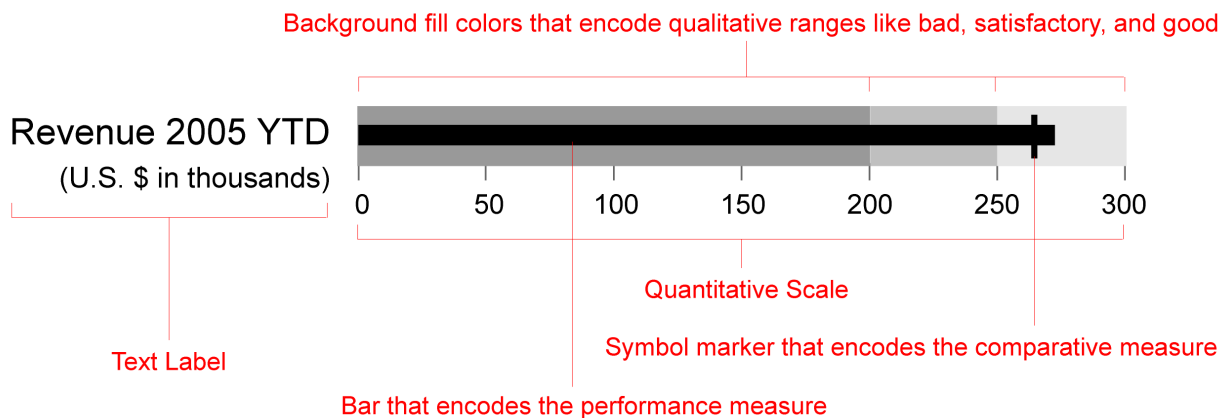 Background fill colors that encode qualitative ranges like bad, satisfactory, and good
Revenue 2005 YTD
(U.S. $ in thousands)
0 50 100 150 200 250 300
Quantitative Scale
Symbol marker that encodes the comparative measure
Text Label
Bar that encodes the performance measure